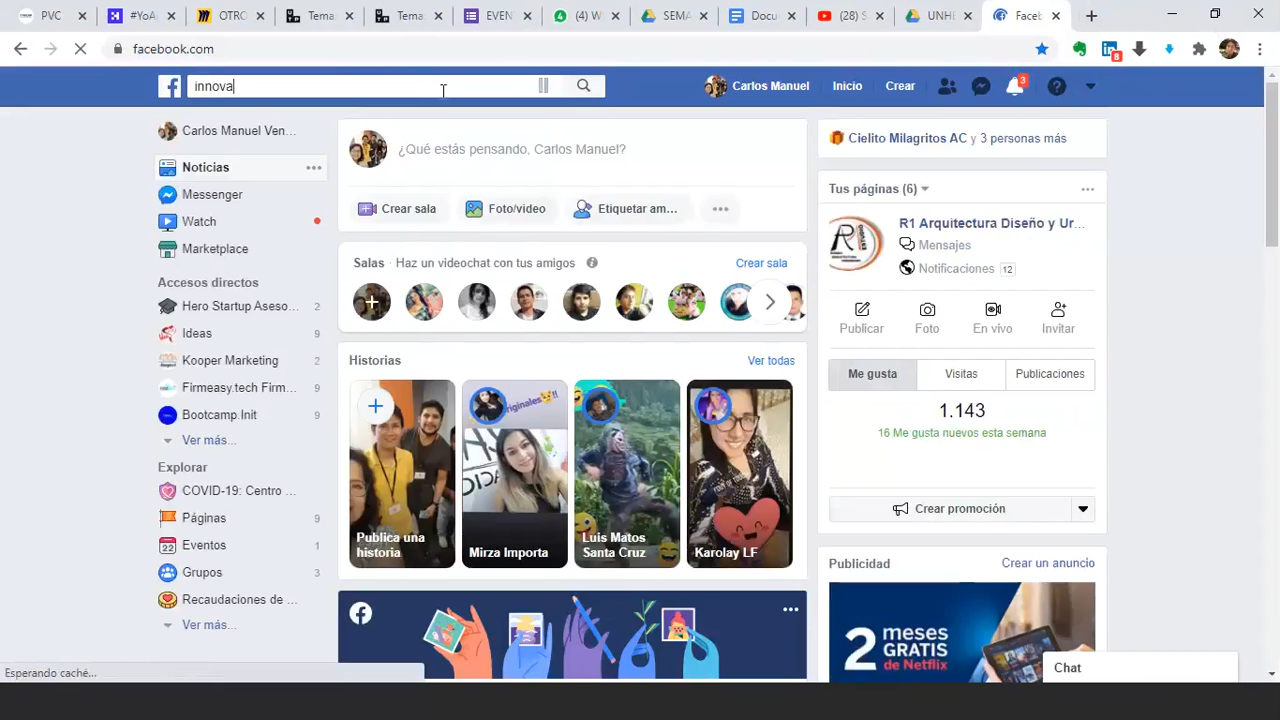 PVC
#YoA
OTRO
Tema
Tema
EVEN
(4) W
SEMA
Docu
(28) S
UNHE
Faceb
facebook.com
8
innova
Carlos Manuel
Inicio
Crear
3
Carlos Manuel Ven...
Noticias
Messenger
Watch
Marketplace
Accesos directos
Hero Startup Aseso... 2
Ideas 9
Kooper Marketing 2
Firmeasy.tech Firm... 9
Bootcamp.Init 9
Ver más...
Explorar
COVID-19: Centro ...
Páginas 9
Eventos 1
Grupos 3
Recaudaciones de ...
Ver más...
¿Qué estás pensando, Carlos Manuel?
Crear sala
Foto/video
Etiquetar am...
Salas · Haz un videochat con tus amigos
Crear sala
Historias
Ver todas
Publica una
historia
Mirza Importa
Luis Matos
Santa Cruz
Karolay LF
Cielito Milagritos AC y 3 personas más
Tus páginas (6)
R1 Arquitectura Diseño y Ur...
Mensajes
Notificaciones 12
Publicar
Foto
En vivo
Invitar
Me gusta
Visitas
Publicaciones
1.143
16 Me gusta nuevos esta semana
Crear promoción
Publicidad
Crear un anuncio
2 meses
GRATIS
de Netflix
Chat
Esperando caché...